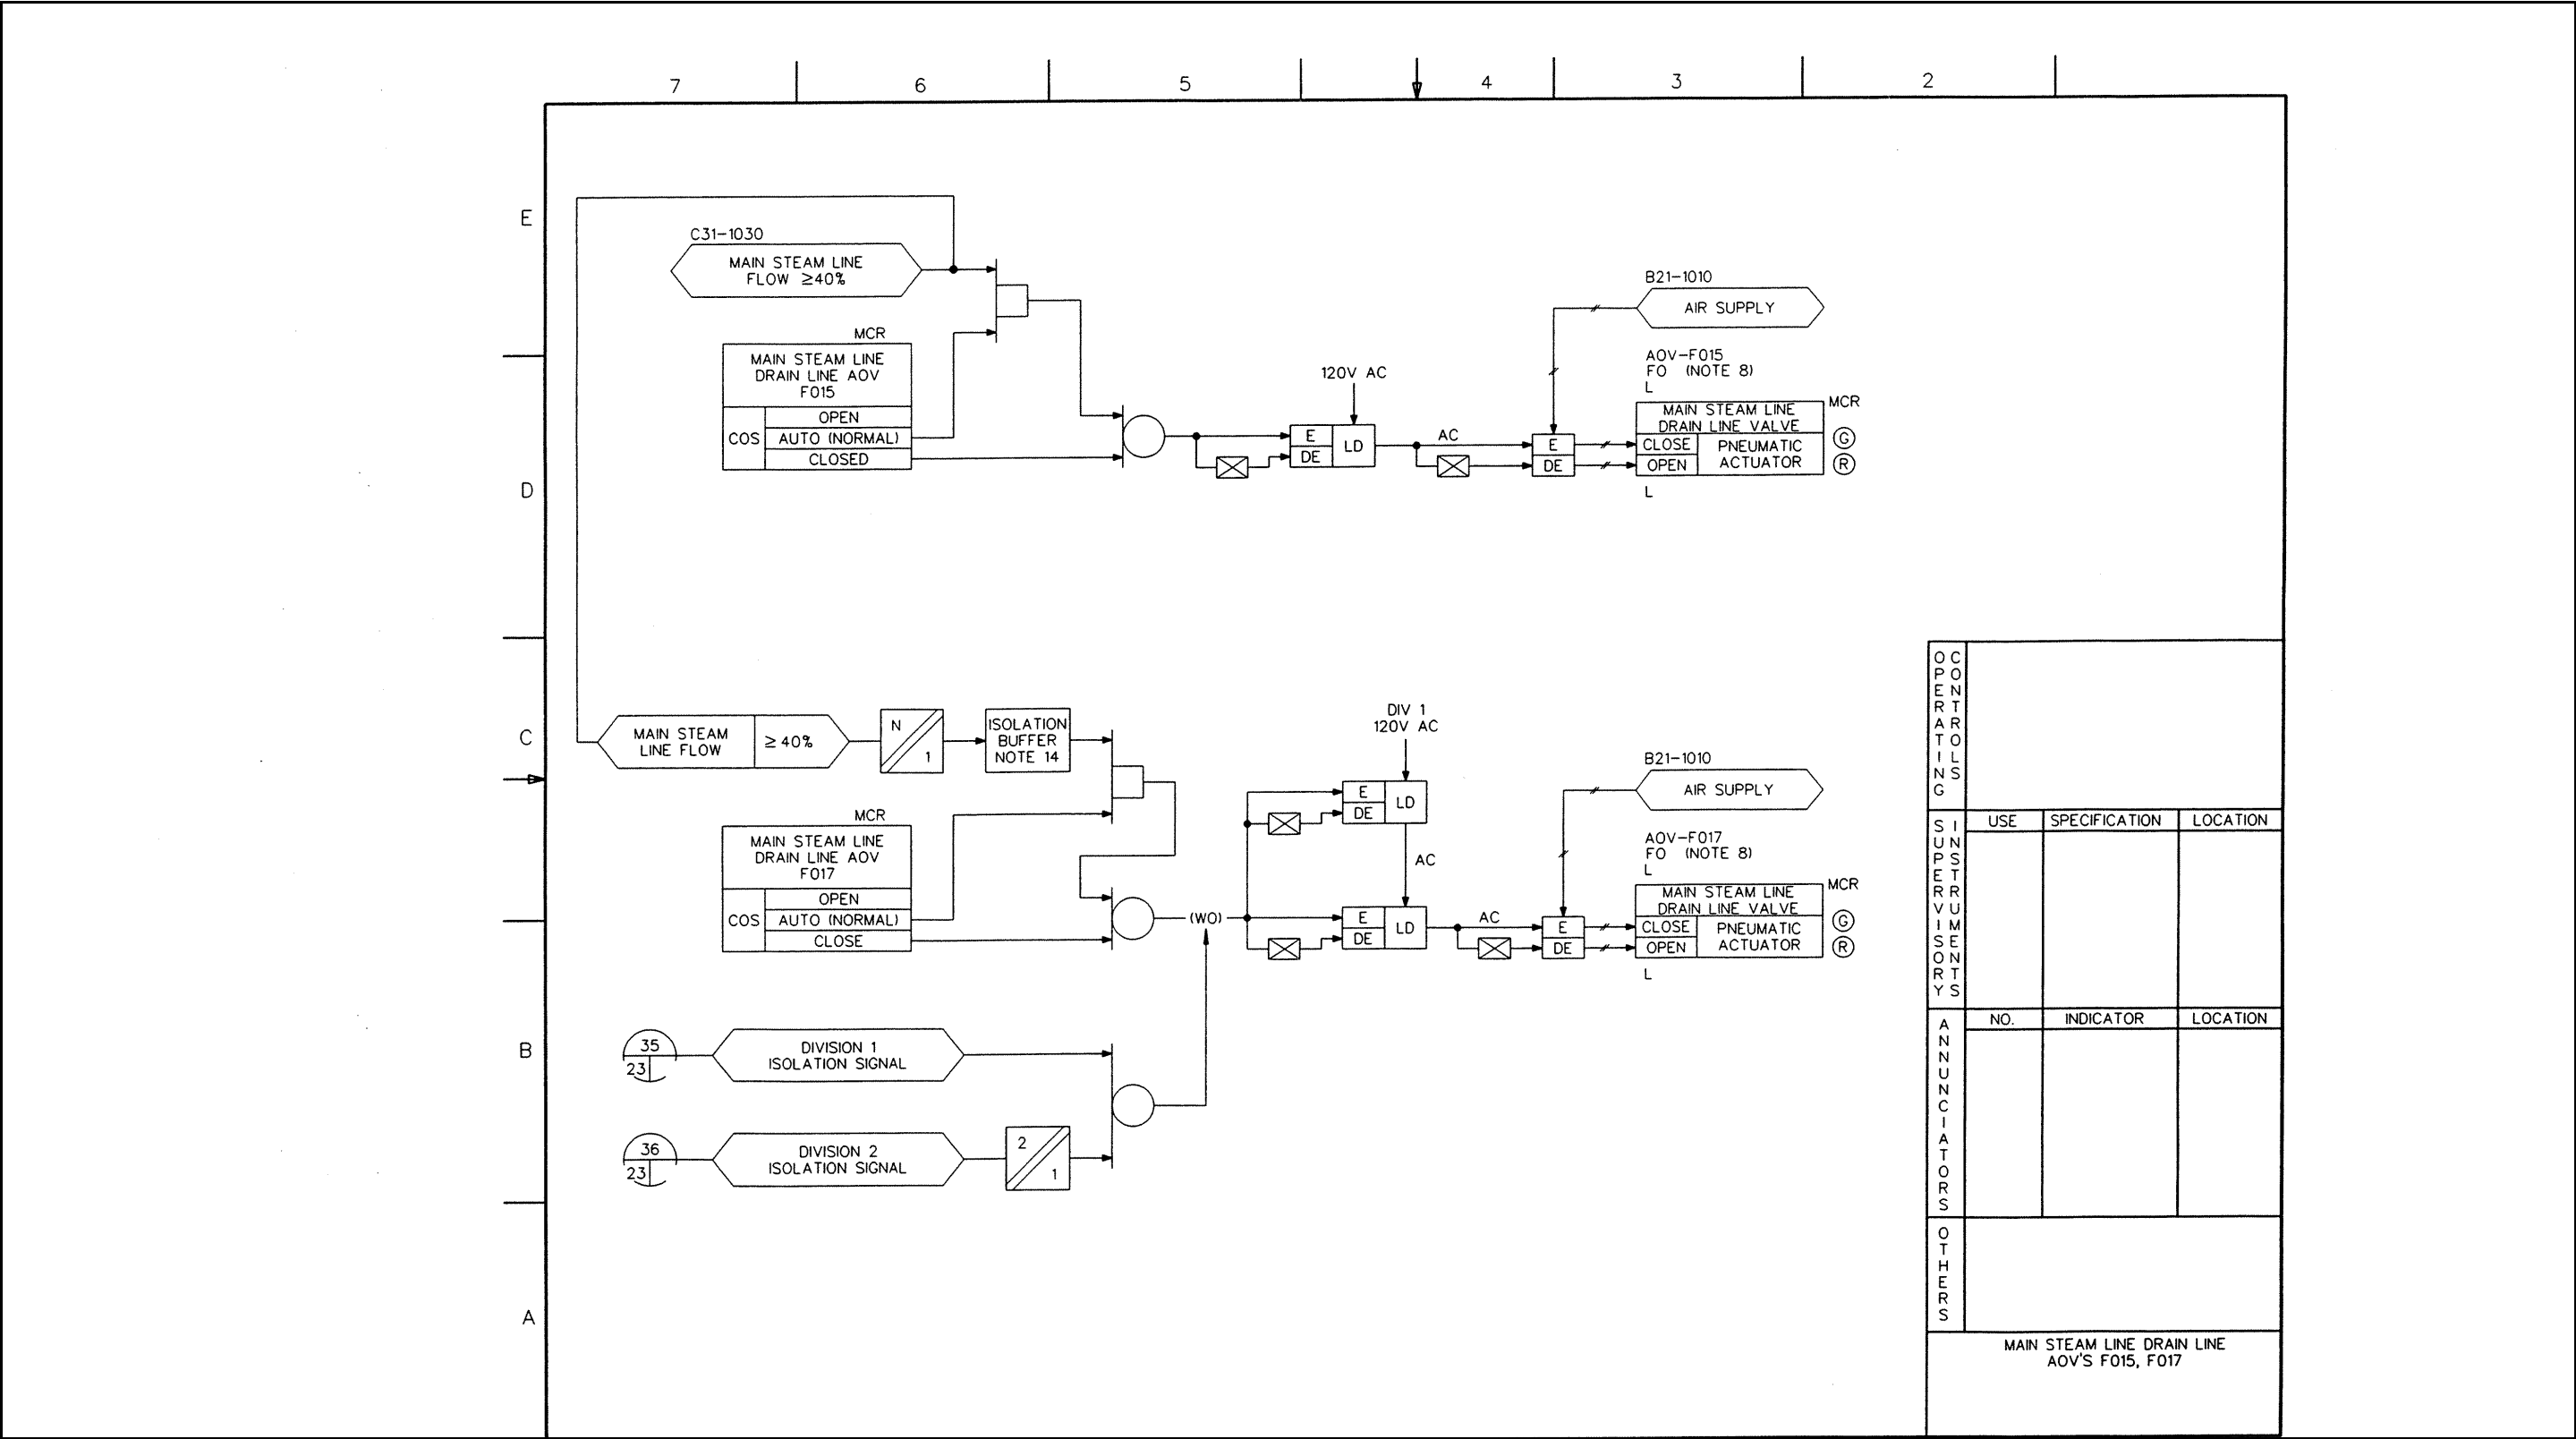 7
6
5
4
3
2
E
D
C
B
A
C31-1030
MAIN STEAM LINE
FLOW ≥40%
MCR
MAIN STEAM LINE
DRAIN LINE AOV
F015
COS
OPEN
AUTO (NORMAL)
CLOSED
120V AC
E
DE
LD
AC
E
DE
B21-1010
AIR SUPPLY
AOV-F015
FO (NOTE 8)
L
MCR
MAIN STEAM LINE
DRAIN LINE VALVE
CLOSE
OPEN
PNEUMATIC
ACTUATOR
G
R
L
MAIN STEAM
LINE FLOW
≥ 40%
N
1
ISOLATION
BUFFER
NOTE 14
MCR
MAIN STEAM LINE
DRAIN LINE AOV
F017
COS
OPEN
AUTO (NORMAL)
CLOSE
(WO)
DIV 1
120V AC
E
DE
LD
AC
E
DE
LD
AC
E
DE
B21-1010
AIR SUPPLY
AOV-F017
FO (NOTE 8)
L
MCR
MAIN STEAM LINE
DRAIN LINE VALVE
CLOSE
OPEN
PNEUMATIC
ACTUATOR
G
R
L
35
23
DIVISION 1
ISOLATION SIGNAL
36
23
DIVISION 2
ISOLATION SIGNAL
2
1
OPERATING
CONTROLS
SUPERVISORY
INSTRUMENTS
USE
SPECIFICATION
LOCATION
ANNUNCIATORS
NO.
INDICATOR
LOCATION
OTHERS
MAIN STEAM LINE DRAIN LINE
AOV'S F015, F017